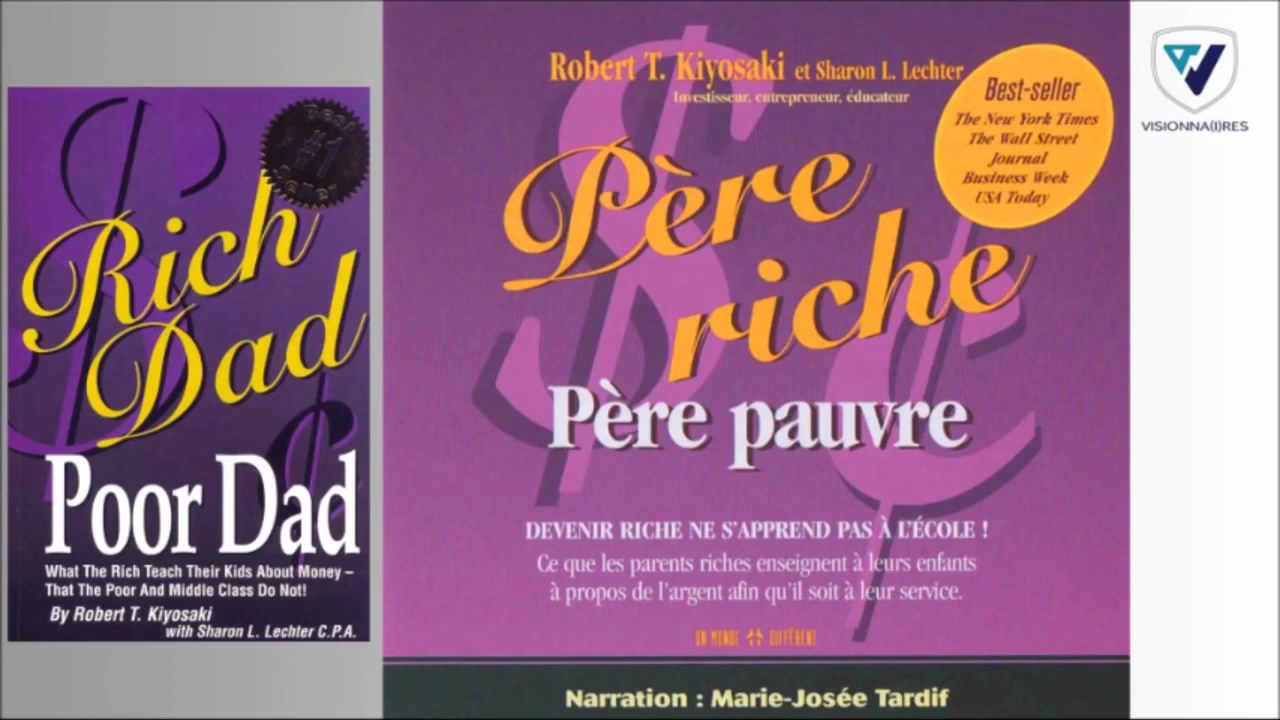 Best
#1
Seller
Rich
Dad
Poor Dad
What The Rich Teach Their Kids About Money –
That The Poor And Middle Class Do Not!
By Robert T. Kiyosaki
with Sharon L. Lechter C.P.A.
Robert T. Kiyosaki et Sharon L. Lechter
Investisseur, entrepreneur, éducateur
Best-seller
The New York Times
The Wall Street
Journal
Business Week
USA Today
Père
riche
Père pauvre
DEVENIR RICHE NE S'APPREND PAS À L'ÉCOLE !
Ce que les parents riches enseignent à leurs enfants
à propos de l'argent afin qu'il soit à leur service.
UN MONDE DIFFÉRENT
Narration : Marie-Josée Tardif
VISIONNA(I)RES